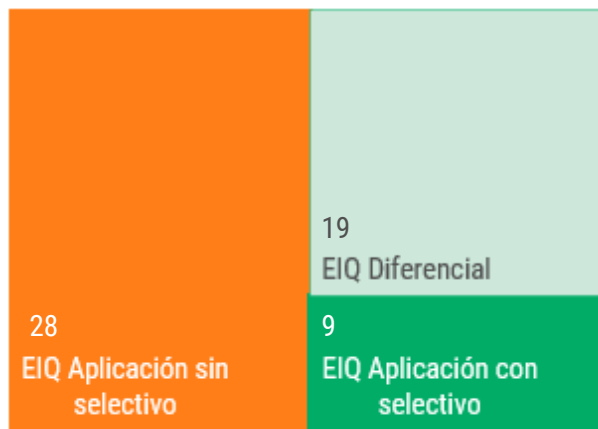 28
EIQ Aplicación sin
selectivo
19
EIQ Diferencial
9
EIQ Aplicación con
selectivo